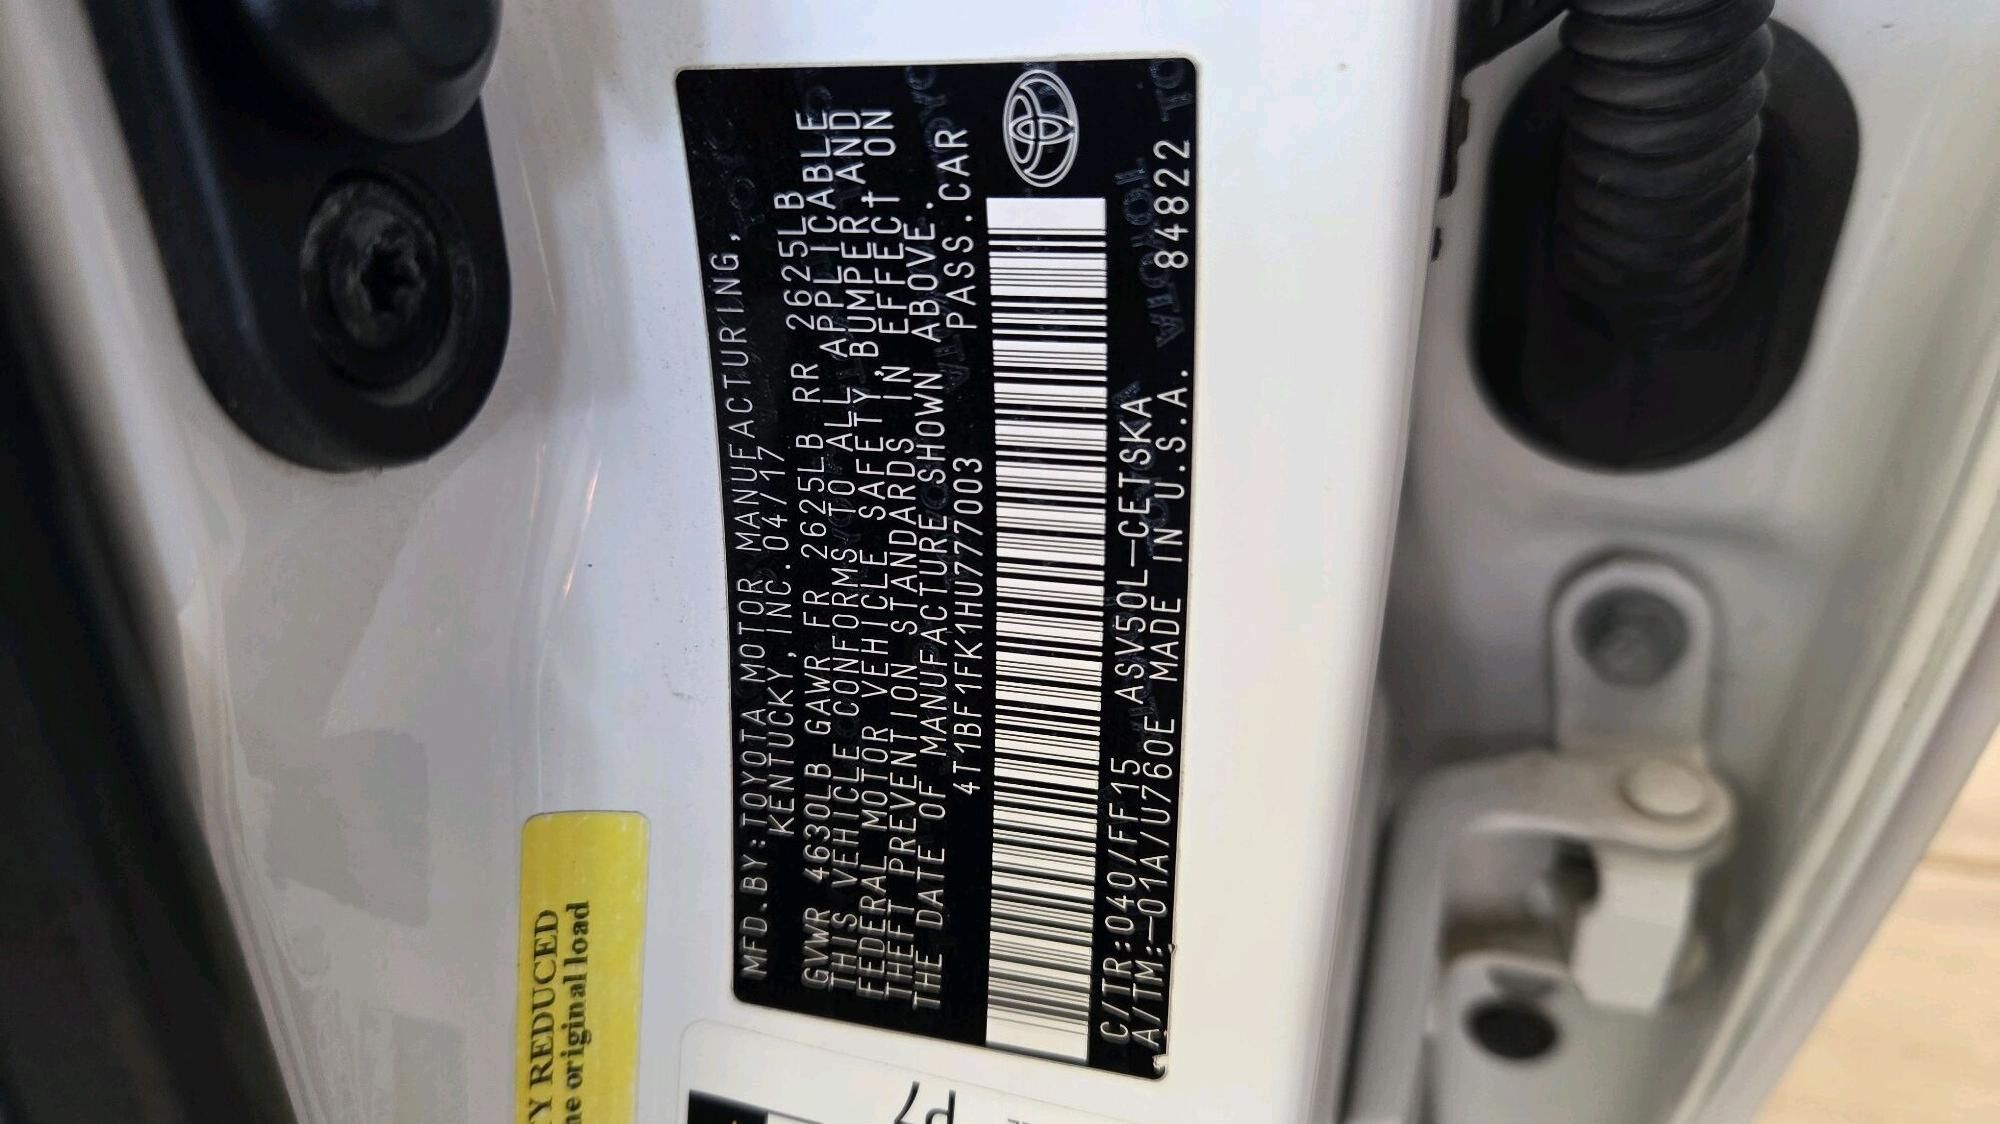 MFD.BY:TOYOTA MOTOR MANUFACTURING,
KENTUCKY,INC.04/17
GVWR 4630LB GAWR FR 2625LB RR 2625LB
THIS VEHICLE CONFORMS TO ALL APPLICABLE
FEDERAL MOTOR VEHICLE SAFETY,BUMPER,AND
THEFT PREVENTION STANDARDS IN EFFECT ON
THE DATE OF MANUFACTURE SHOWN ABOVE.
4T1BF1FK1HU777003 PASS.CAR
C/TR:040/FF15 ASV50L-CETSKA
A/TM:-01A/U760E MADE IN U.S.A. 84822
Y REDUCED
original load